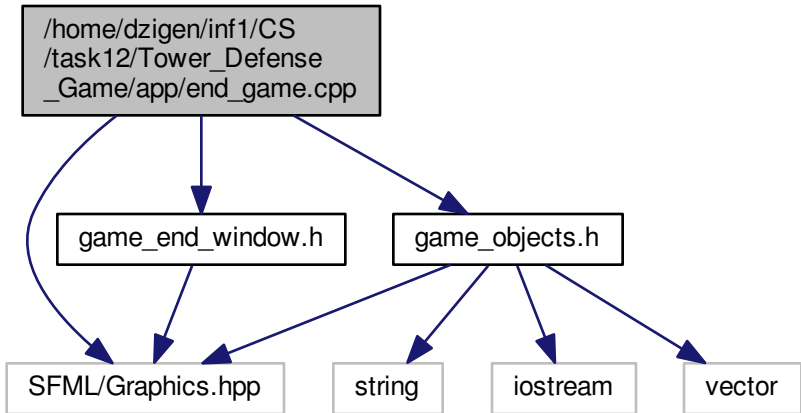 /home/dzigen/inf1/CS
/task12/Tower_Defense
_Game/app/end_game.cpp
game_end_window.h
game_objects.h
SFML/Graphics.hpp
string
iostream
vector